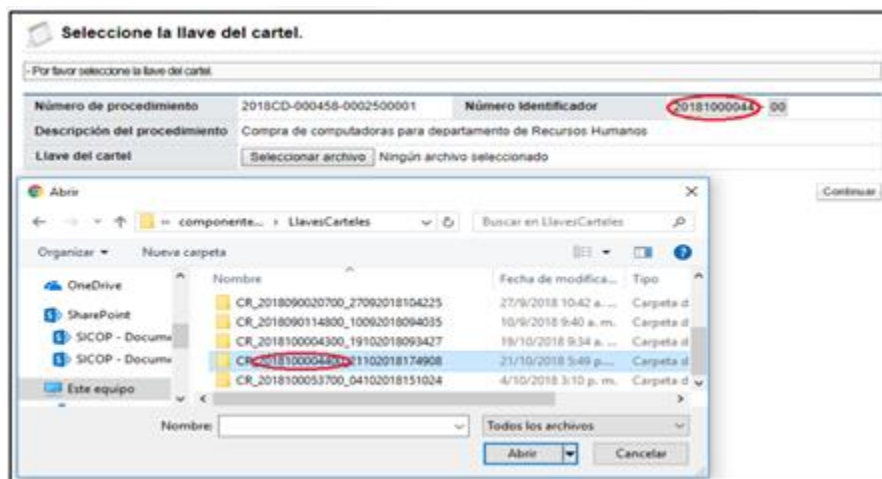 Seleccione la llave del cartel.
- Por favor seleccione la llave del cartel.
Número de procedimiento 2018CD-000458-0002500001 Número Identificador 20181000044 - 00
Descripción del procedimiento Compra de computadoras para departamento de Recursos Humanos
Llave del cartel Seleccionar archivo Ningún archivo seleccionado
Continuar
Abrir
componente... LlavesCarteles Buscar en LlavesCarteles
Organizar Nueva carpeta
Nombre Fecha de modifica... Tipo
OneDrive
SharePoint
SICOP - Docume
SICOP - Docume
Este equipo
CR_2018090020700_27092018104225 27/9/2018 10:42 a. ... Carpeta d
CR_2018090114800_10092018094035 10/9/2018 9:40 a. m. Carpeta d
CR_2018100004300_19102018093427 19/10/2018 9:34 a. ... Carpeta d
CR_2018100004400_21102018174908 21/10/2018 5:49 p.... Carpeta d
CR_2018100053700_04102018151024 4/10/2018 3:10 p. m. Carpeta d
Nombre: Todos los archivos
Abrir Cancelar